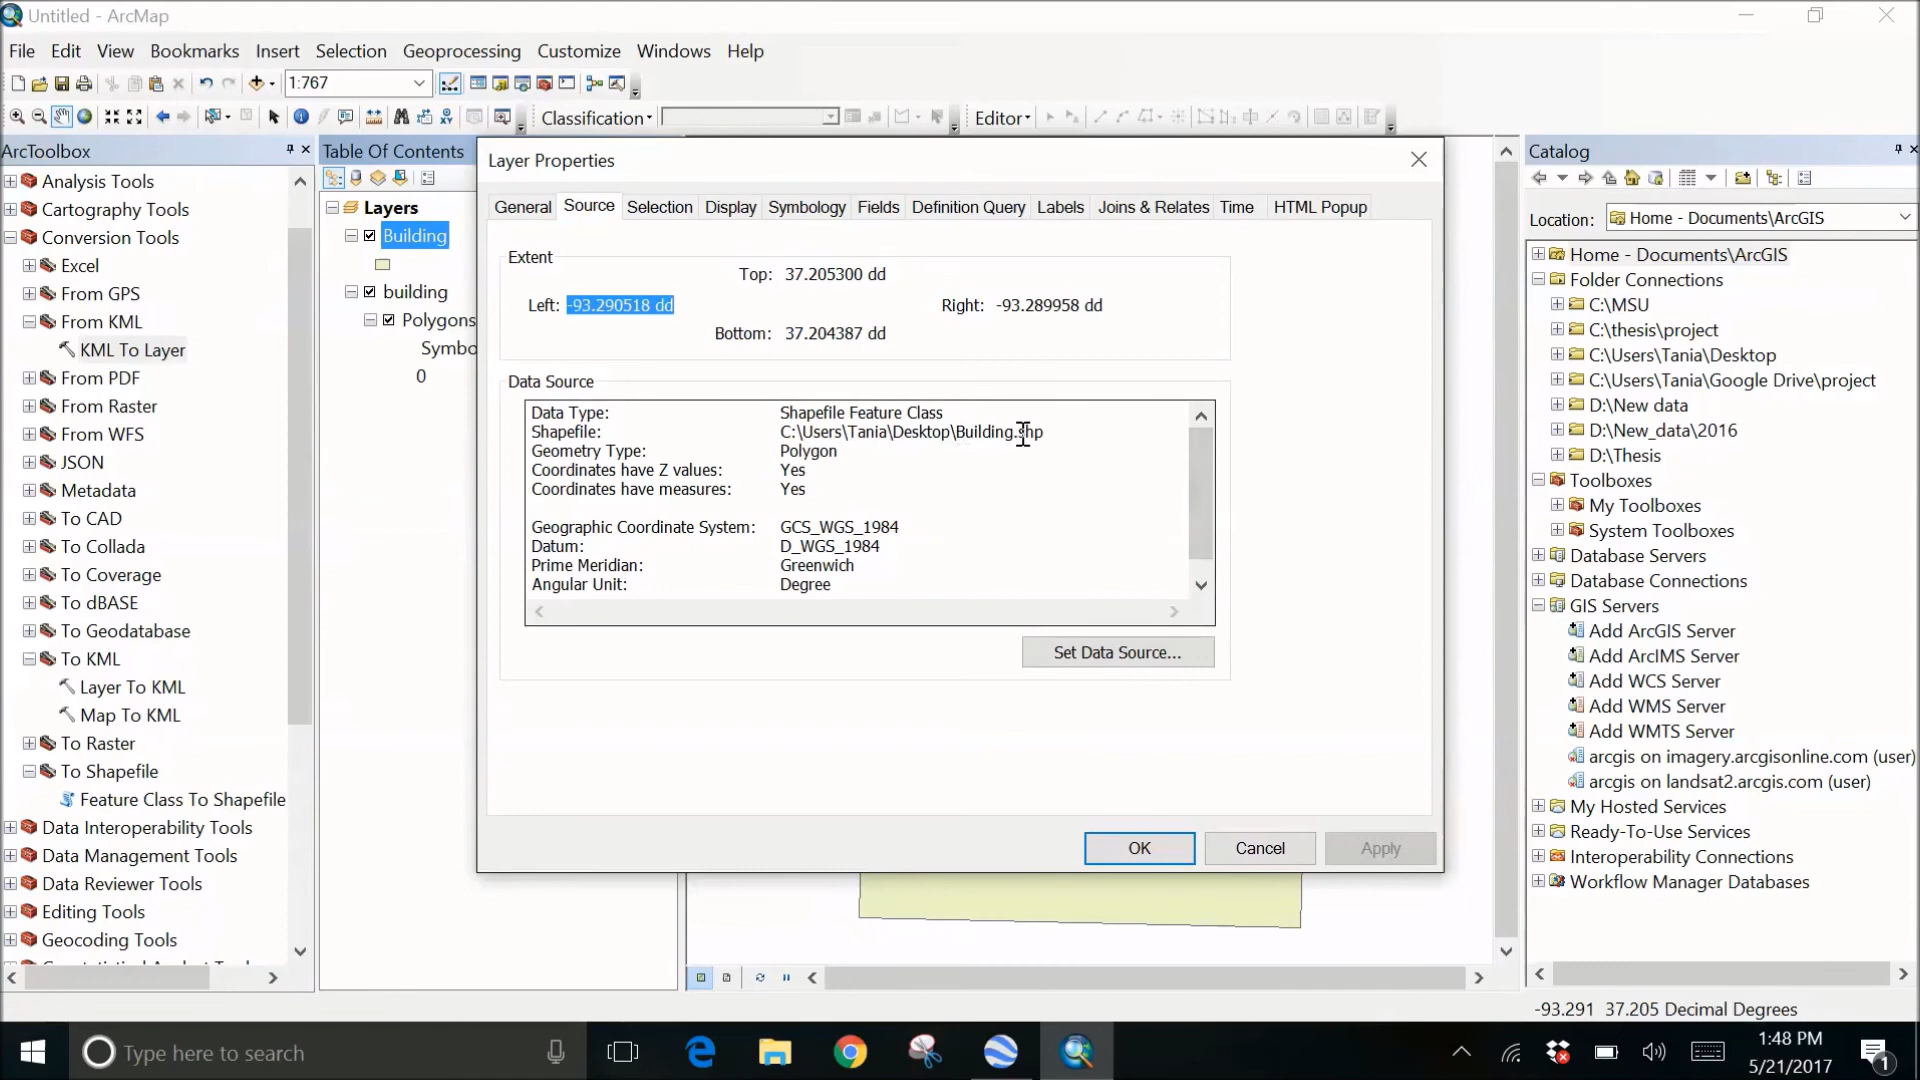 Untitled - ArcMap
File Edit View Bookmarks Insert Selection Geoprocessing Customize Windows Help
1:767
Classification
Editor
ArcToolbox
Analysis Tools
Cartography Tools
Conversion Tools
Excel
From GPS
From KML
KML To Layer
From PDF
From Raster
From WFS
JSON
Metadata
To CAD
To Collada
To Coverage
To dBASE
To Geodatabase
To KML
Layer To KML
Map To KML
To Raster
To Shapefile
Feature Class To Shapefile
Data Interoperability Tools
Data Management Tools
Data Reviewer Tools
Editing Tools
Geocoding Tools
Table Of Contents
Layers
Building
building
Polygons
Symbo
0
Layer Properties
General Source Selection Display Symbology Fields Definition Query Labels Joins & Relates Time HTML Popup
Extent
Top: 37.205300 dd
Left: -93.290518 dd Right: -93.289958 dd
Bottom: 37.204387 dd
Data Source
Data Type: Shapefile Feature Class
Shapefile: C:\Users\Tania\Desktop\Building.shp
Geometry Type: Polygon
Coordinates have Z values: Yes
Coordinates have measures: Yes
Geographic Coordinate System: GCS_WGS_1984
Datum: D_WGS_1984
Prime Meridian: Greenwich
Angular Unit: Degree
Set Data Source...
OK Cancel Apply
Catalog
Location: Home - Documents\ArcGIS
Home - Documents\ArcGIS
Folder Connections
C:\MSU
C:\thesis\project
C:\Users\Tania\Desktop
C:\Users\Tania\Google Drive\project
D:\New data
D:\New_data\2016
D:\Thesis
Toolboxes
My Toolboxes
System Toolboxes
Database Servers
Database Connections
GIS Servers
Add ArcGIS Server
Add ArcIMS Server
Add WCS Server
Add WMS Server
Add WMTS Server
arcgis on imagery.arcgisonline.com (user)
arcgis on landsat2.arcgis.com (user)
My Hosted Services
Ready-To-Use Services
Interoperability Connections
Workflow Manager Databases
-93.291 37.205 Decimal Degrees
Type here to search
1:48 PM
5/21/2017
1